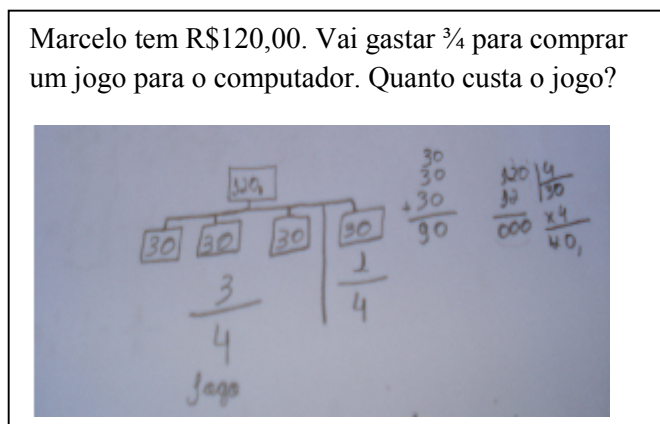 Marcelo tem R$120,00. Vai gastar ¾ para comprar
um jogo para o computador. Quanto custa o jogo?
120,
30 30 30 30
3
4
Jogo
1
4
30
30
+30
90
120 4
12 30
000 x4